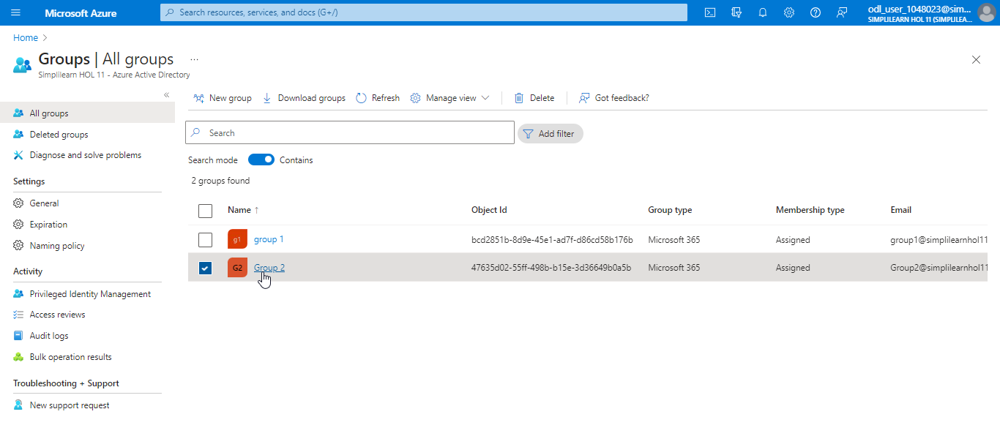 Microsoft Azure
Search resources, services, and docs (G+/)
odl_user_1048023@sim...
SIMPLILEARN HOL 11 (SIMPLILEA...
Home >
Groups | All groups ...
Simplilearn HOL 11 - Azure Active Directory
«
New group Download groups Refresh Manage view Delete Got feedback?
All groups
Deleted groups
Diagnose and solve problems
Settings
General
Expiration
Naming policy
Activity
Privileged Identity Management
Access reviews
Audit logs
Bulk operation results
Troubleshooting + Support
New support request
Search
Add filter
Search mode Contains
2 groups found
Name ↑ Object Id Group type Membership type Email
g1 group 1 bcd2851b-8d9e-45e1-ad7f-d86cd58b176b Microsoft 365 Assigned group1@simplilearnhol11
G2 Group 2 47635d02-55ff-498b-b15e-3d36649b0a5b Microsoft 365 Assigned Group2@simplilearnhol11